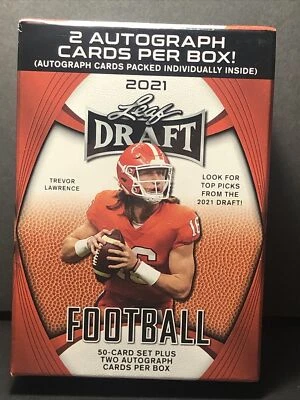 2 AUTOGRAPH
CARDS PER BOX!
(AUTOGRAPH CARDS PACKED INDIVIDUALLY INSIDE)
2021
Leaf
DRAFT
TREVOR
LAWRENCE
LOOK FOR
TOP PICKS
FROM THE
2021 DRAFT!
16
16
FOOTBALL
50-CARD SET PLUS
TWO AUTOGRAPH
CARDS PER BOX